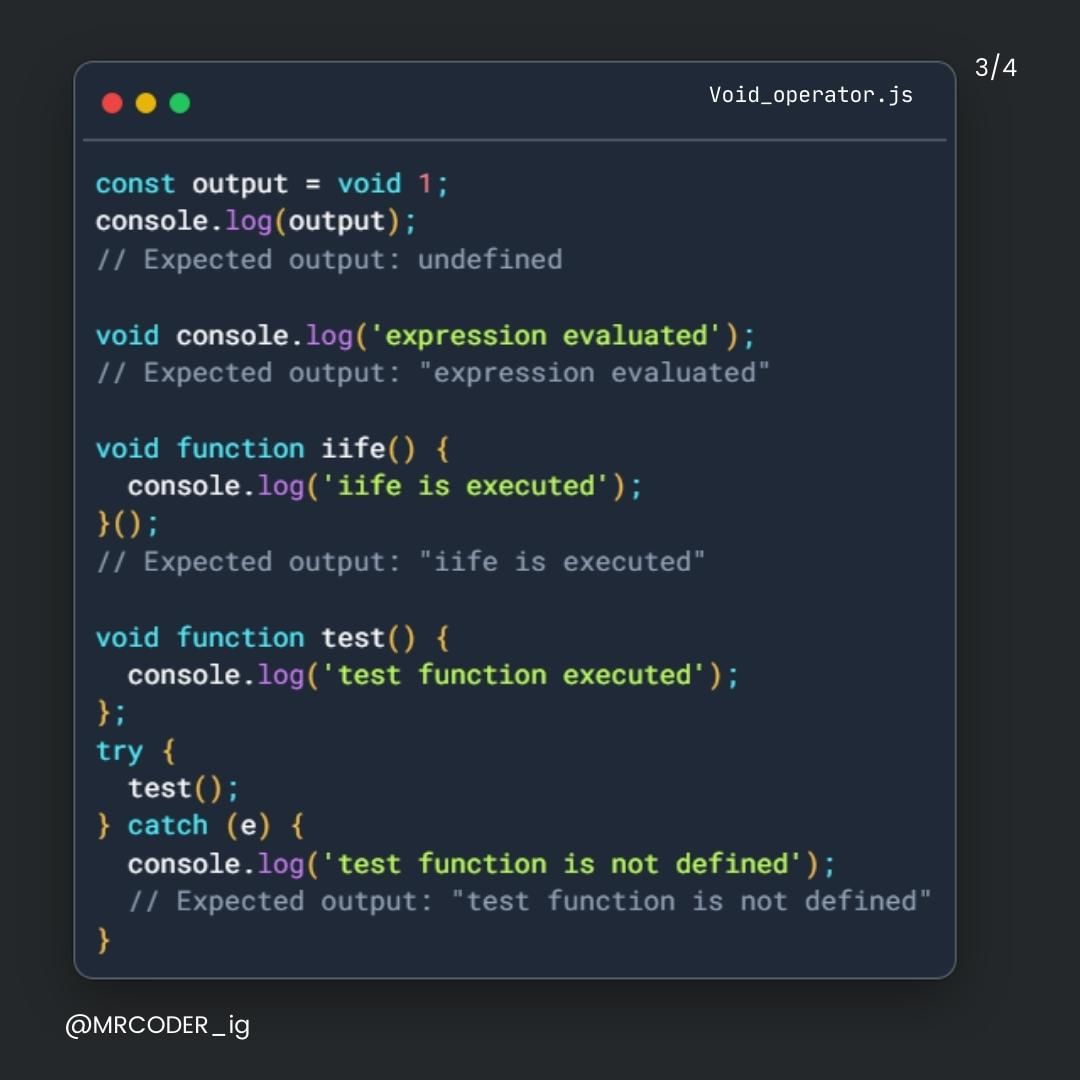 3/4
Void_operator.js
const output = void 1;
console.log(output);
// Expected output: undefined

void console.log('expression evaluated');
// Expected output: "expression evaluated"

void function iife() {
  console.log('iife is executed');
}();
// Expected output: "iife is executed"

void function test() {
  console.log('test function executed');
};
try {
  test();
} catch (e) {
  console.log('test function is not defined');
  // Expected output: "test function is not defined"
}
@MRCODER_ig